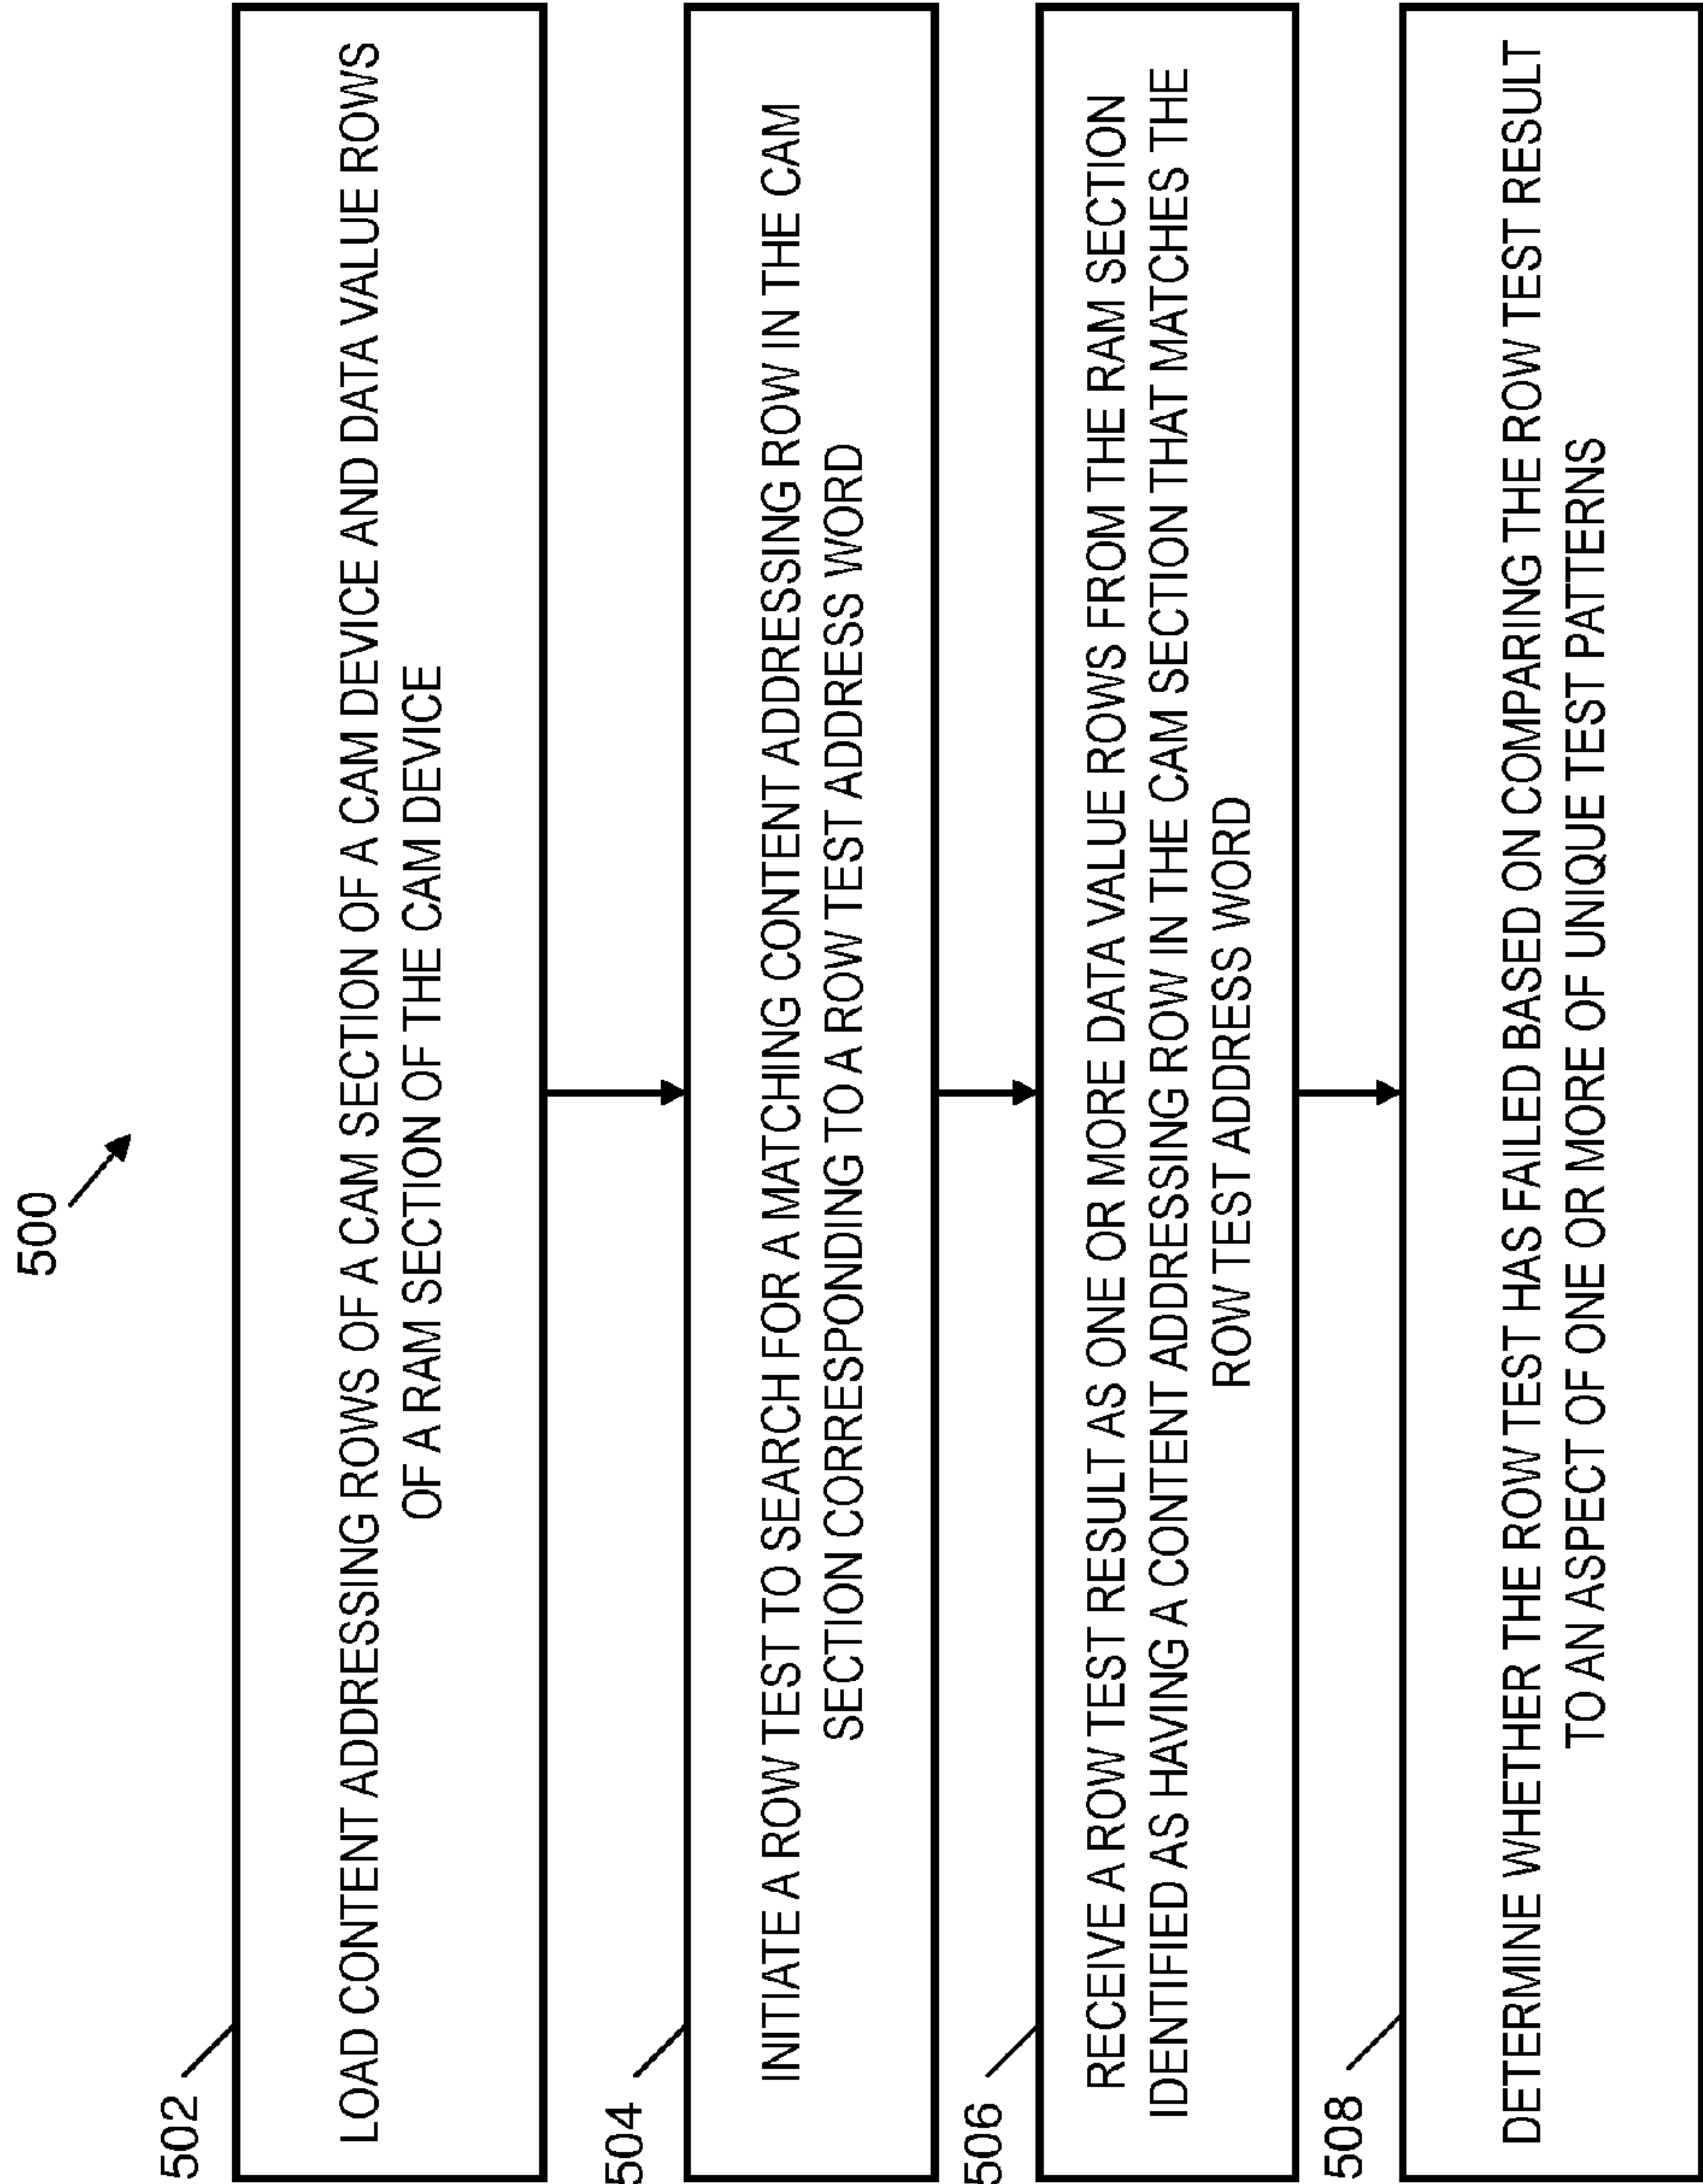 500
502
LOAD CONTENT ADDRESSING ROWS OF A CAM SECTION OF A CAM DEVICE AND DATA VALUE ROWS
OF A RAM SECTION OF THE CAM DEVICE
504
INITIATE A ROW TEST TO SEARCH FOR A MATCHING CONTENT ADDRESSING ROW IN THE CAM
SECTION CORRESPONDING TO A ROW TEST ADDRESS WORD
506
RECEIVE A ROW TEST RESULT AS ONE OR MORE DATA VALUE ROWS FROM THE RAM SECTION
IDENTIFIED AS HAVING A CONTENT ADDRESSING ROW IN THE CAM SECTION THAT MATCHES THE
ROW TEST ADDRESS WORD
508
DETERMINE WHETHER THE ROW TEST HAS FAILED BASED ON COMPARING THE ROW TEST RESULT
TO AN ASPECT OF ONE OR MORE OF UNIQUE TEST PATTERNS